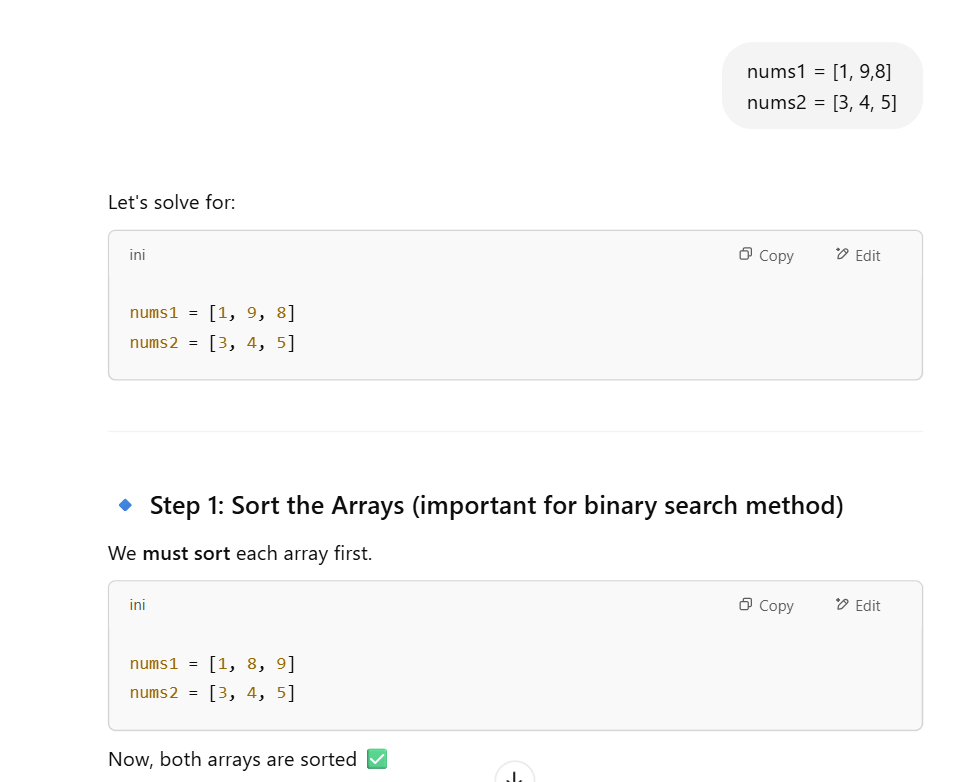 nums1 = [1, 9,8]
nums2 = [3, 4, 5]
Let's solve for:
ini
Copy
Edit
nums1 = [1, 9, 8]
nums2 = [3, 4, 5]
Step 1: Sort the Arrays (important for binary search method)
We must sort each array first.
ini
Copy
Edit
nums1 = [1, 8, 9]
nums2 = [3, 4, 5]
Now, both arrays are sorted ✅